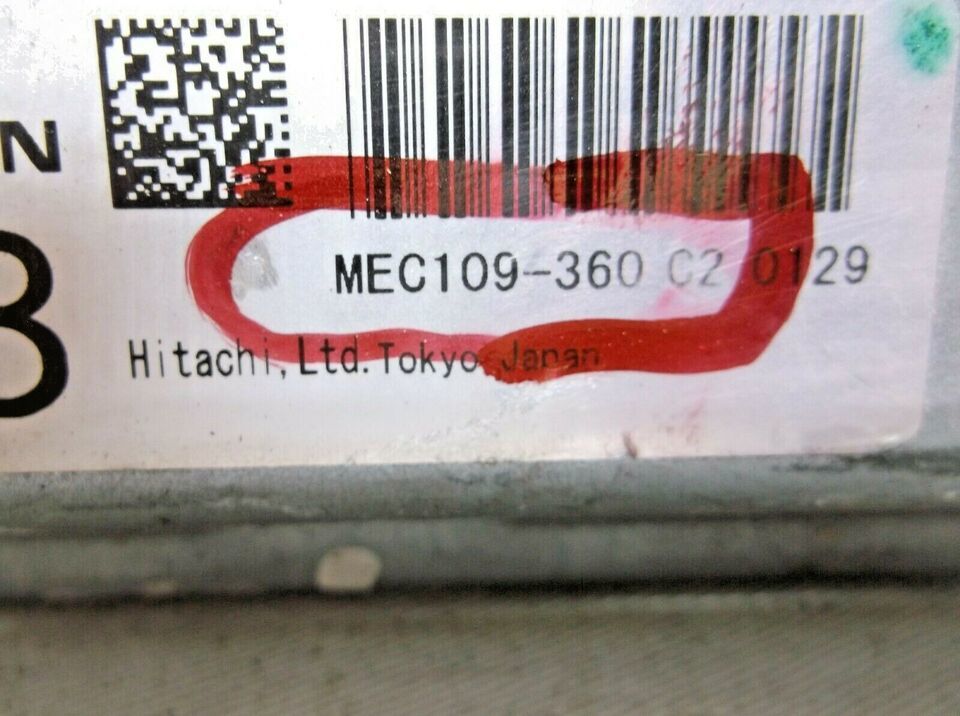 N
8
MEC109-360 C2 0129
Hitachi, Ltd. Tokyo Japan